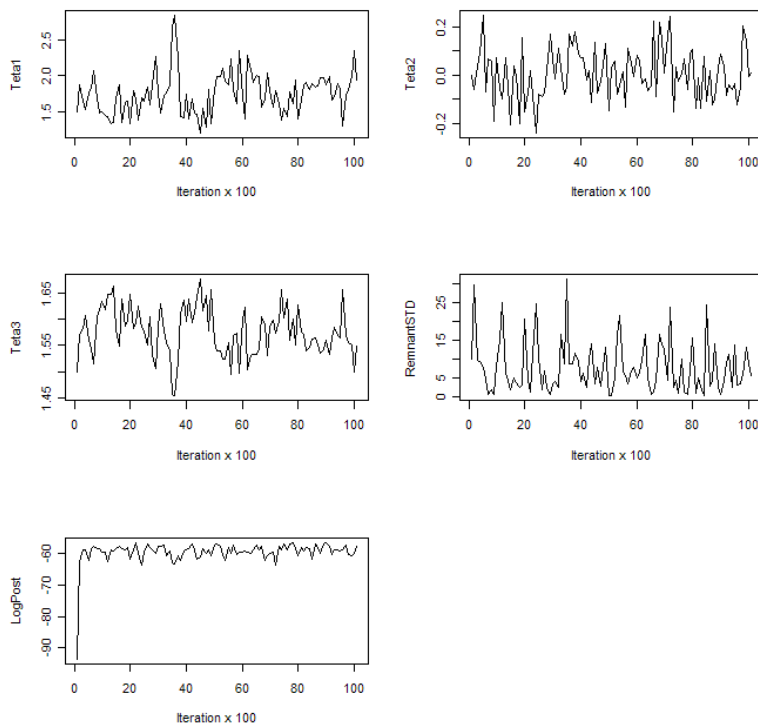 Teta1
1.5 2.0 2.5
0 20 40 60 80 100
Iteration x 100
Teta2
-0.2 0.0 0.2
0 20 40 60 80 100
Iteration x 100
Teta3
1.45 1.55 1.65
0 20 40 60 80 100
Iteration x 100
RemnantSTD
0 5 15 25
0 20 40 60 80 100
Iteration x 100
LogPost
-90 -80 -70 -60
0 20 40 60 80 100
Iteration x 100